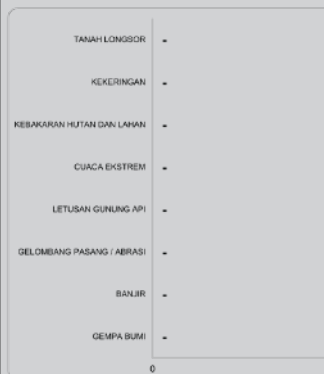 TANAH LONGSOR -
KEKERINGAN -
KEBAKARAN HUTAN DAN LAHAN -
CUACA EKSTREM -
LETUSAN GUNUNG API -
GELOMBANG PASANG / ABRASI -
BANJIR -
GEMPA BUMI -
0